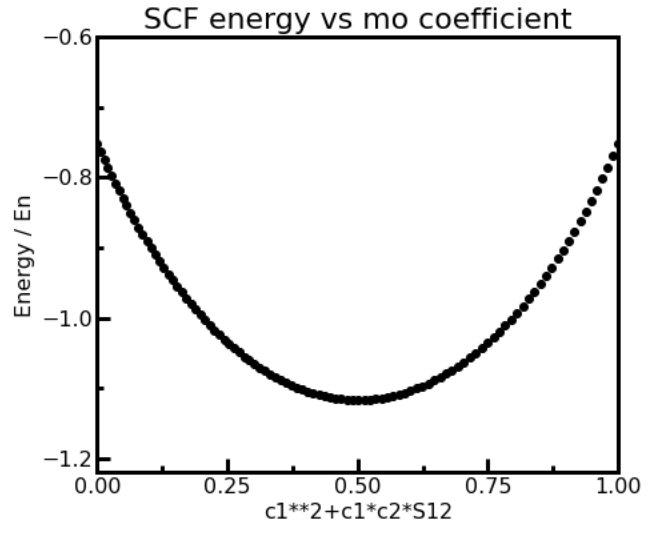 SCF energy vs mo coefficient
−0.6
−0.8
−1.0
−1.2
Energy / En
0.00 0.25 0.50 0.75 1.00
c1**2+c1*c2*S12